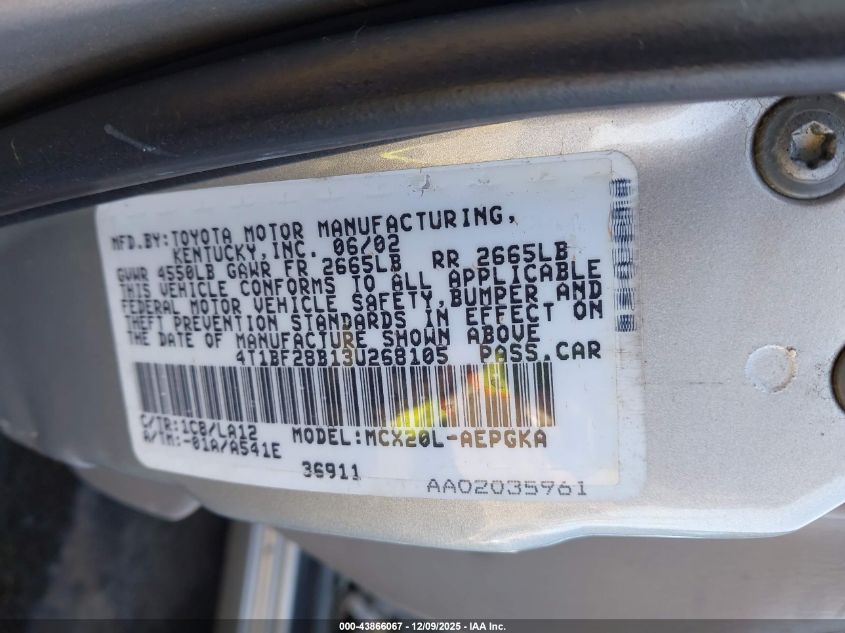 MFD.BY:TOYOTA MOTOR MANUFACTURING,
KENTUCKY,INC. 06/02
GVWR 4550LB GAWR FR 2665LB RR 2665LB
THIS VEHICLE CONFORMS TO ALL APPLICABLE
FEDERAL MOTOR VEHICLE SAFETY,BUMPER AND
THEFT PREVENTION STANDARDS IN EFFECT ON
THE DATE OF MANUFACTURE SHOWN ABOVE
4T1BF28B13U268105 PASS.CAR
C/TR:1C8/LA12
A/TM:-01A/A541E
MODEL:MCX20L-AEPGKA
36911
AA02035961
000-43866067 - 12/09/2025 - IAA Inc.